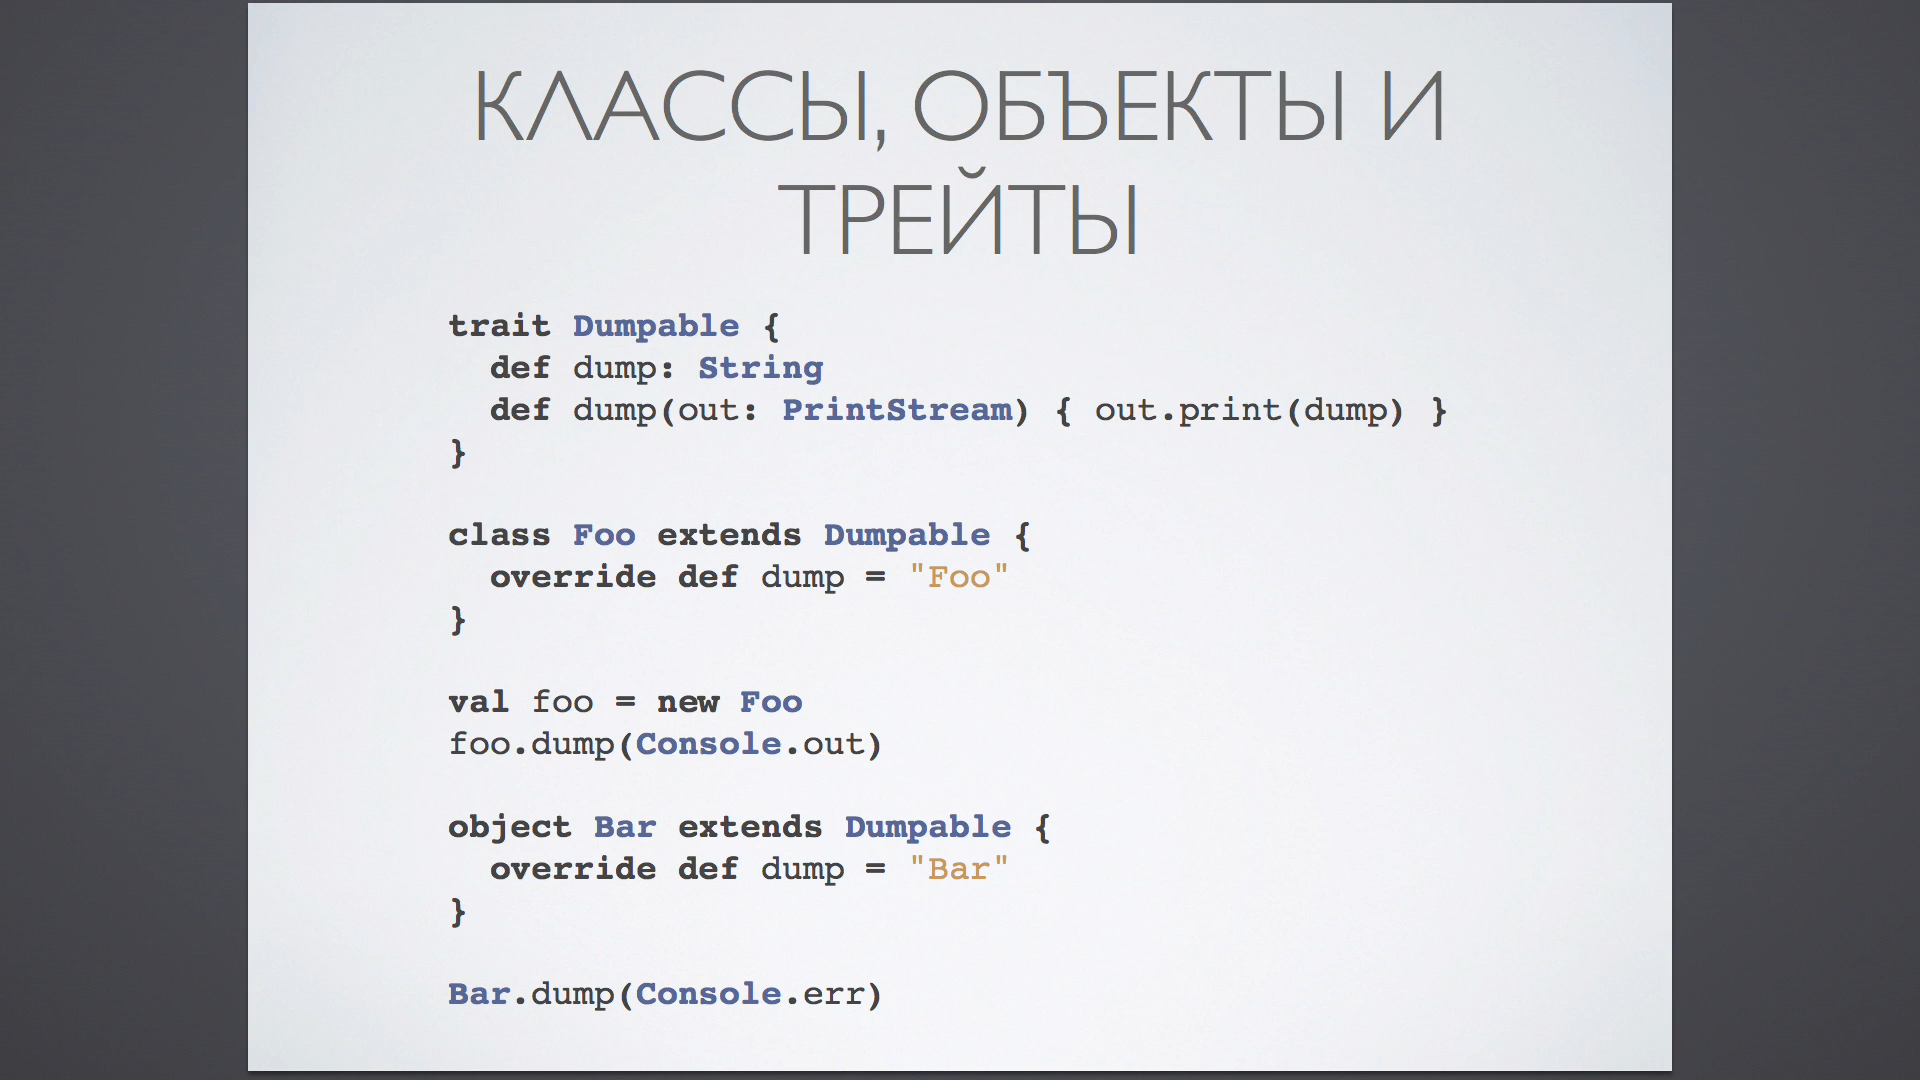 КЛАССЫ, ОБЪЕКТЫ И
ТРЕЙТЫ
trait Dumpable {
  def dump: String
  def dump(out: PrintStream) { out.print(dump) }
}
class Foo extends Dumpable {
  override def dump = "Foo"
}
val foo = new Foo
foo.dump(Console.out)
object Bar extends Dumpable {
  override def dump = "Bar"
}
Bar.dump(Console.err)